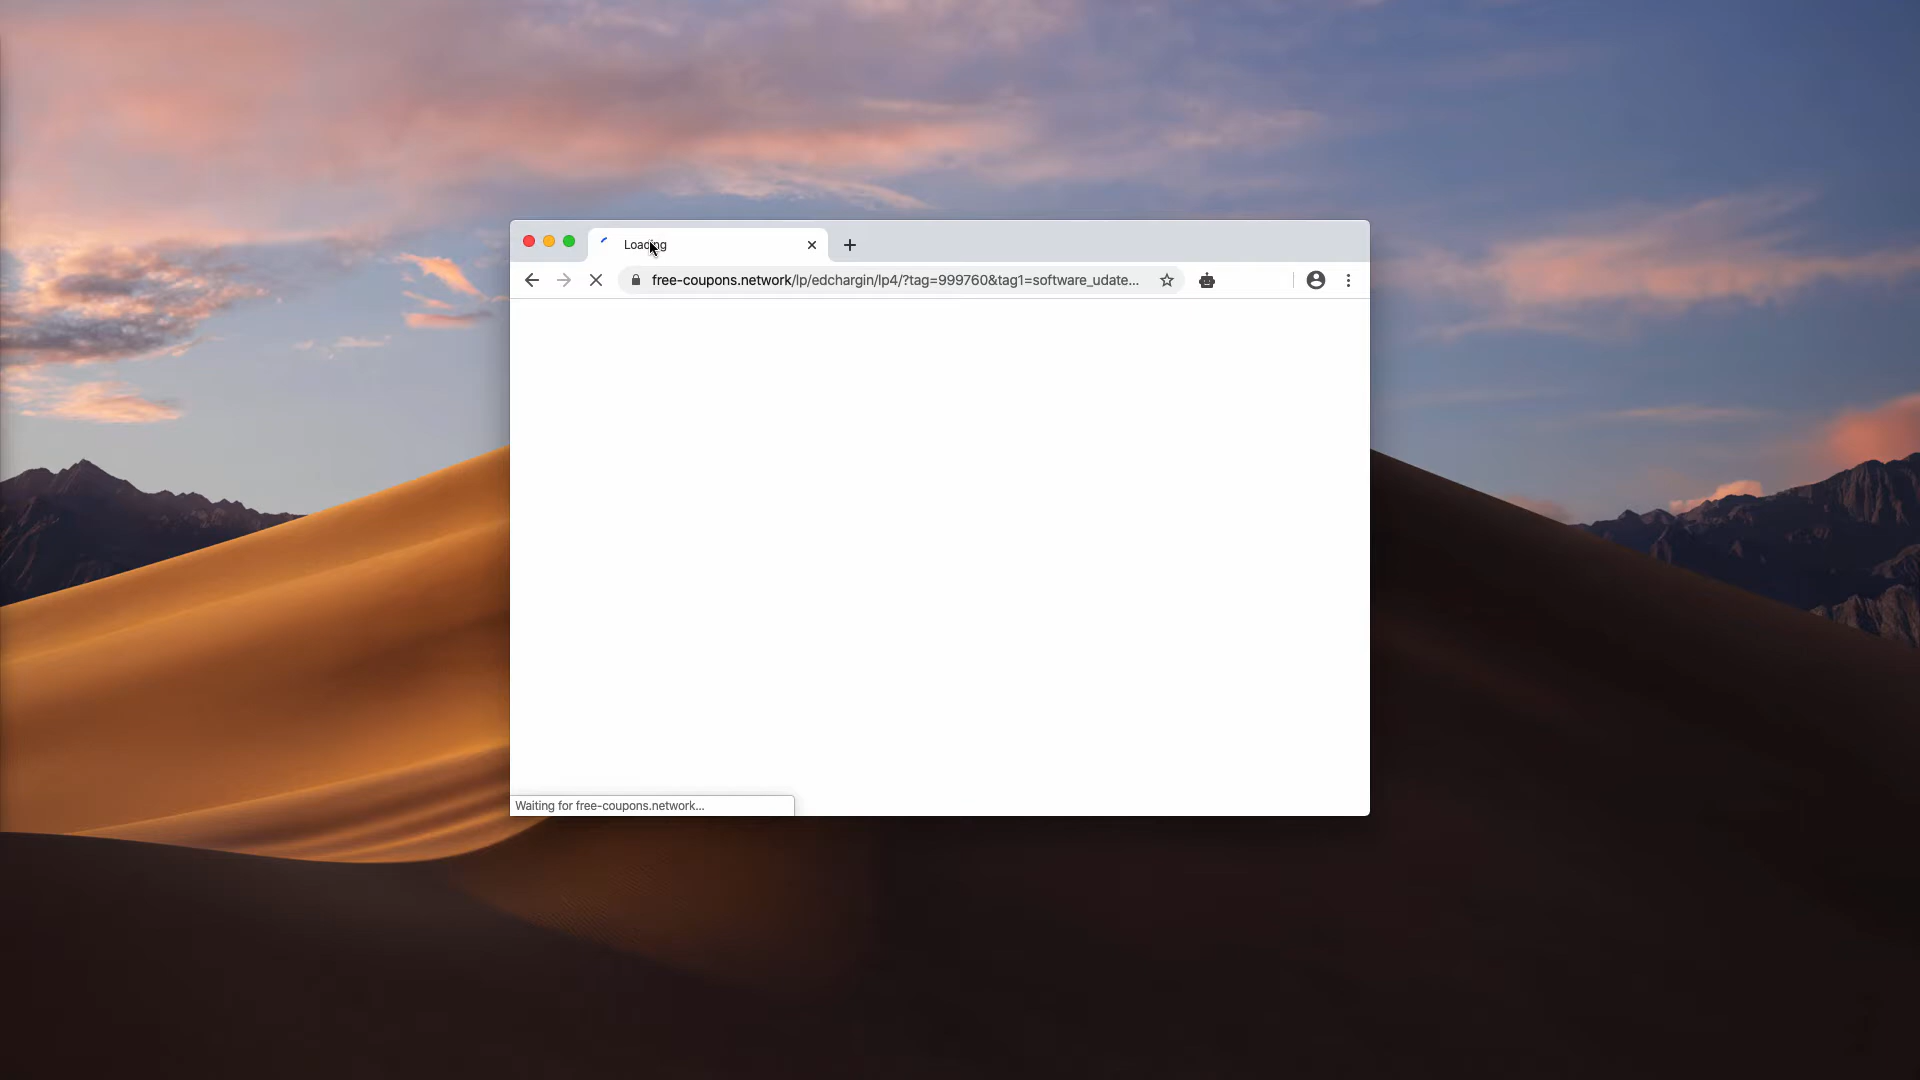 Loading
free-coupons.network/lp/edchargin/lp4/?tag=999760&tag1=software_udate...
Waiting for free-coupons.network...